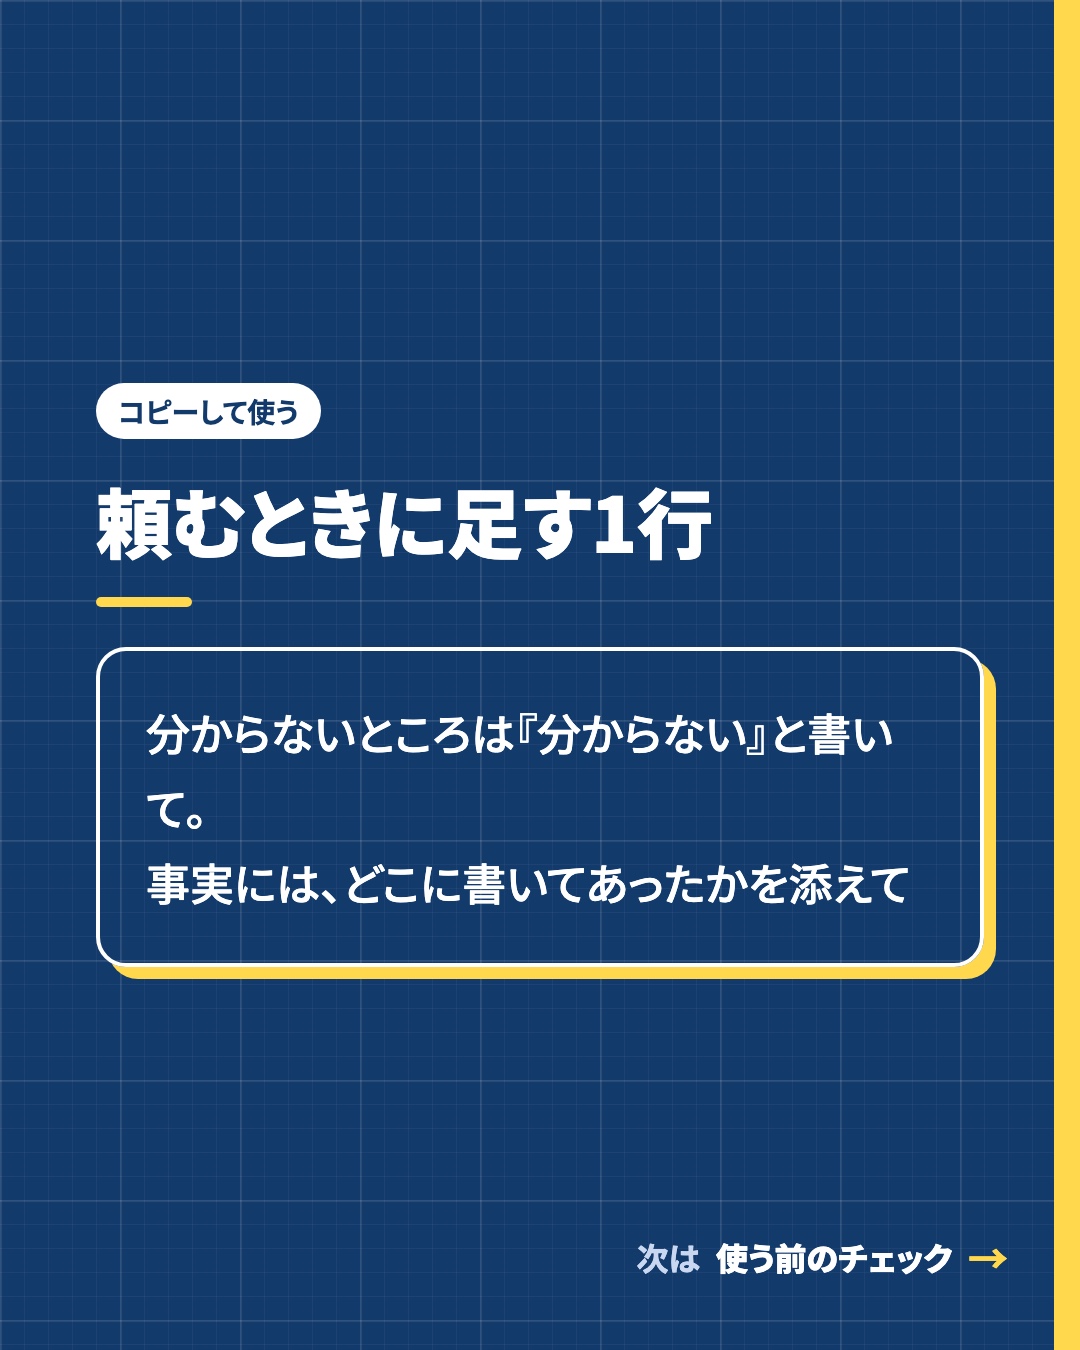 コピーして使う
頼むときに足す1行
分からないところは『分からない』と書い
て。
事実には、どこに書いてあったかを添えて
次は 使う前のチェック →